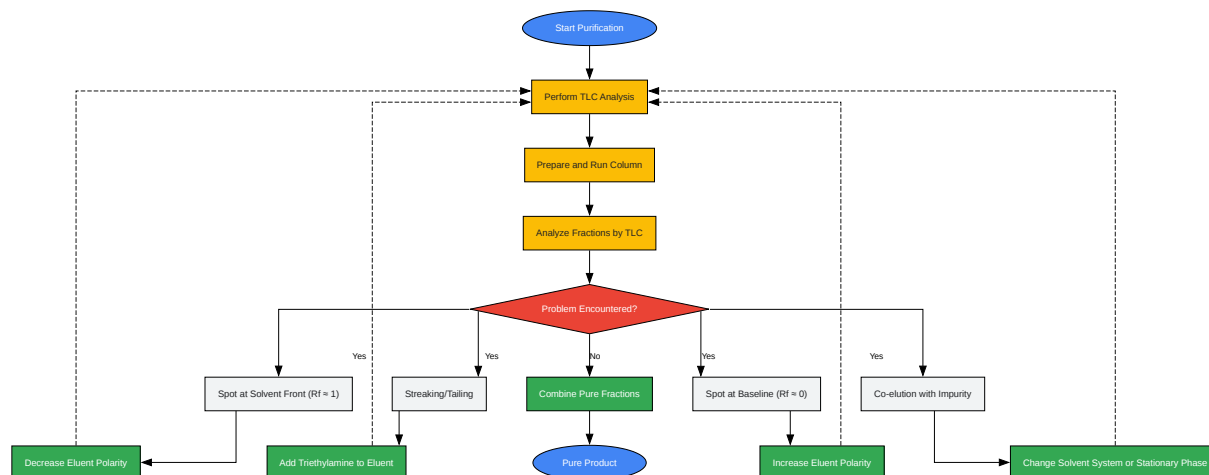 Start Purification
Perform TLC Analysis
Prepare and Run Column
Analyze Fractions by TLC
Problem Encountered?
Yes
Yes
No
Yes
Yes
Spot at Solvent Front (Rf ≈ 1)
Streaking/Tailing
Combine Pure Fractions
Spot at Baseline (Rf ≈ 0)
Co-elution with Impurity
Decrease Eluent Polarity
Add Triethylamine to Eluent
Pure Product
Increase Eluent Polarity
Change Solvent System or Stationary Phase